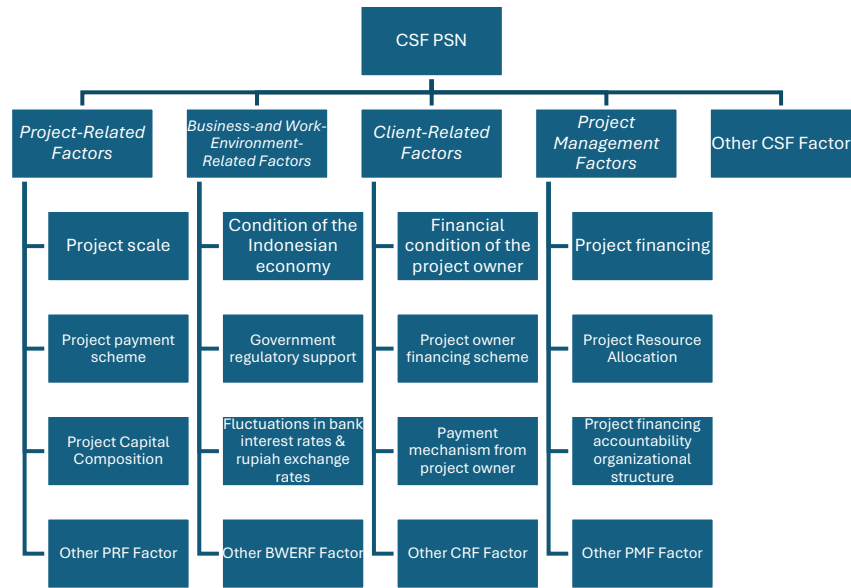 CSF PSN
Project-Related
Factors
Business-and Work-
Environment-
Related Factors
Client-Related
Factors
Project
Management
Factors
Other CSF Factor
Project scale
Condition of the
Indonesian
economy
Financial
condition of the
project owner
Project financing
Project payment
scheme
Government
regulatory support
Project owner
financing scheme
Project Resource
Allocation
Project Capital
Composition
Fluctuations in bank
interest rates &
rupiah exchange
rates
Payment
mechanism from
project owner
Project financing
accountability
organizational
structure
Other PRF Factor
Other BWERF Factor
Other CRF Factor
Other PMF Factor